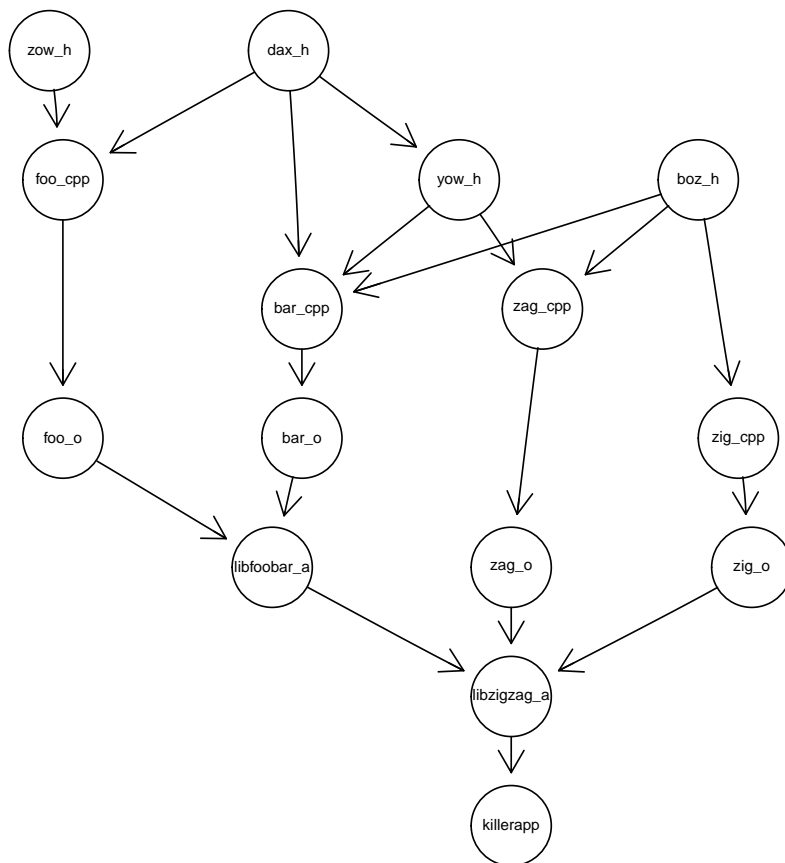 zow_h
dax_h
foo_cpp
yow_h
boz_h
bar_cpp
zag_cpp
foo_o
bar_o
zig_cpp
libfoobar_a
zag_o
zig_o
libzigzag_a
killerapp